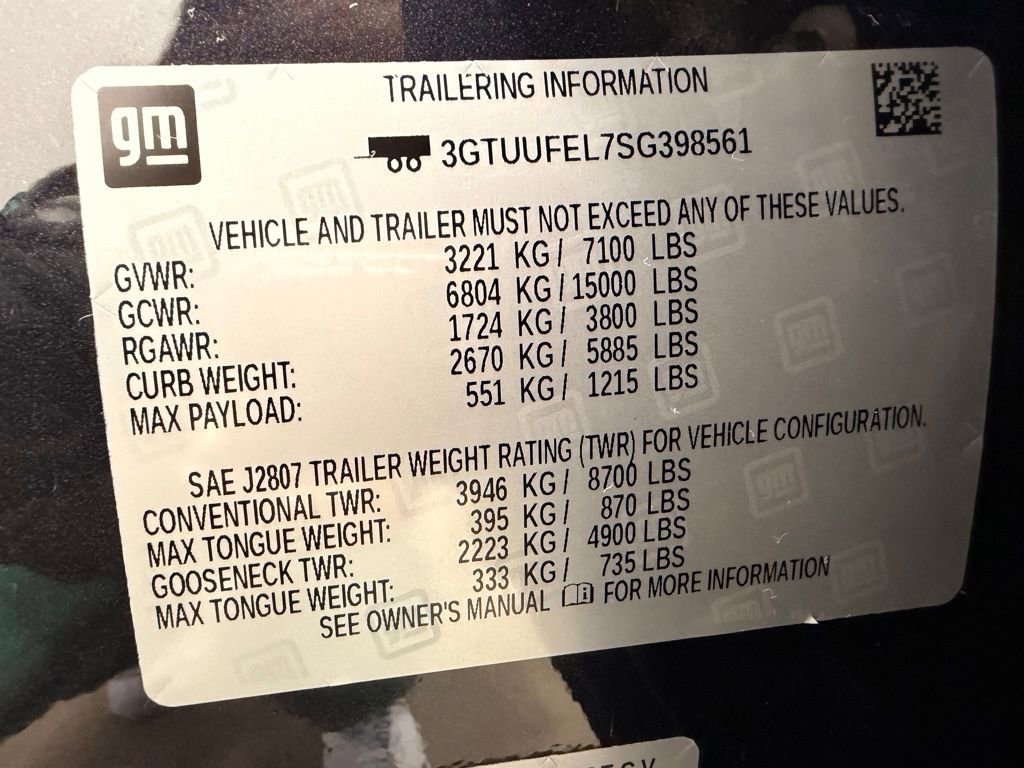 gm
TRAILERING INFORMATION
3GTUUFEL7SG398561
VEHICLE AND TRAILER MUST NOT EXCEED ANY OF THESE VALUES.
GVWR: 3221 KG / 7100 LBS
GCWR: 6804 KG / 15000 LBS
RGAWR: 1724 KG / 3800 LBS
CURB WEIGHT: 2670 KG / 5885 LBS
MAX PAYLOAD: 551 KG / 1215 LBS
SAE J2807 TRAILER WEIGHT RATING (TWR) FOR VEHICLE CONFIGURATION.
CONVENTIONAL TWR: 3946 KG / 8700 LBS
MAX TONGUE WEIGHT: 395 KG / 870 LBS
GOOSENECK TWR: 2223 KG / 4900 LBS
MAX TONGUE WEIGHT: 333 KG / 735 LBS
SEE OWNER'S MANUAL FOR MORE INFORMATION